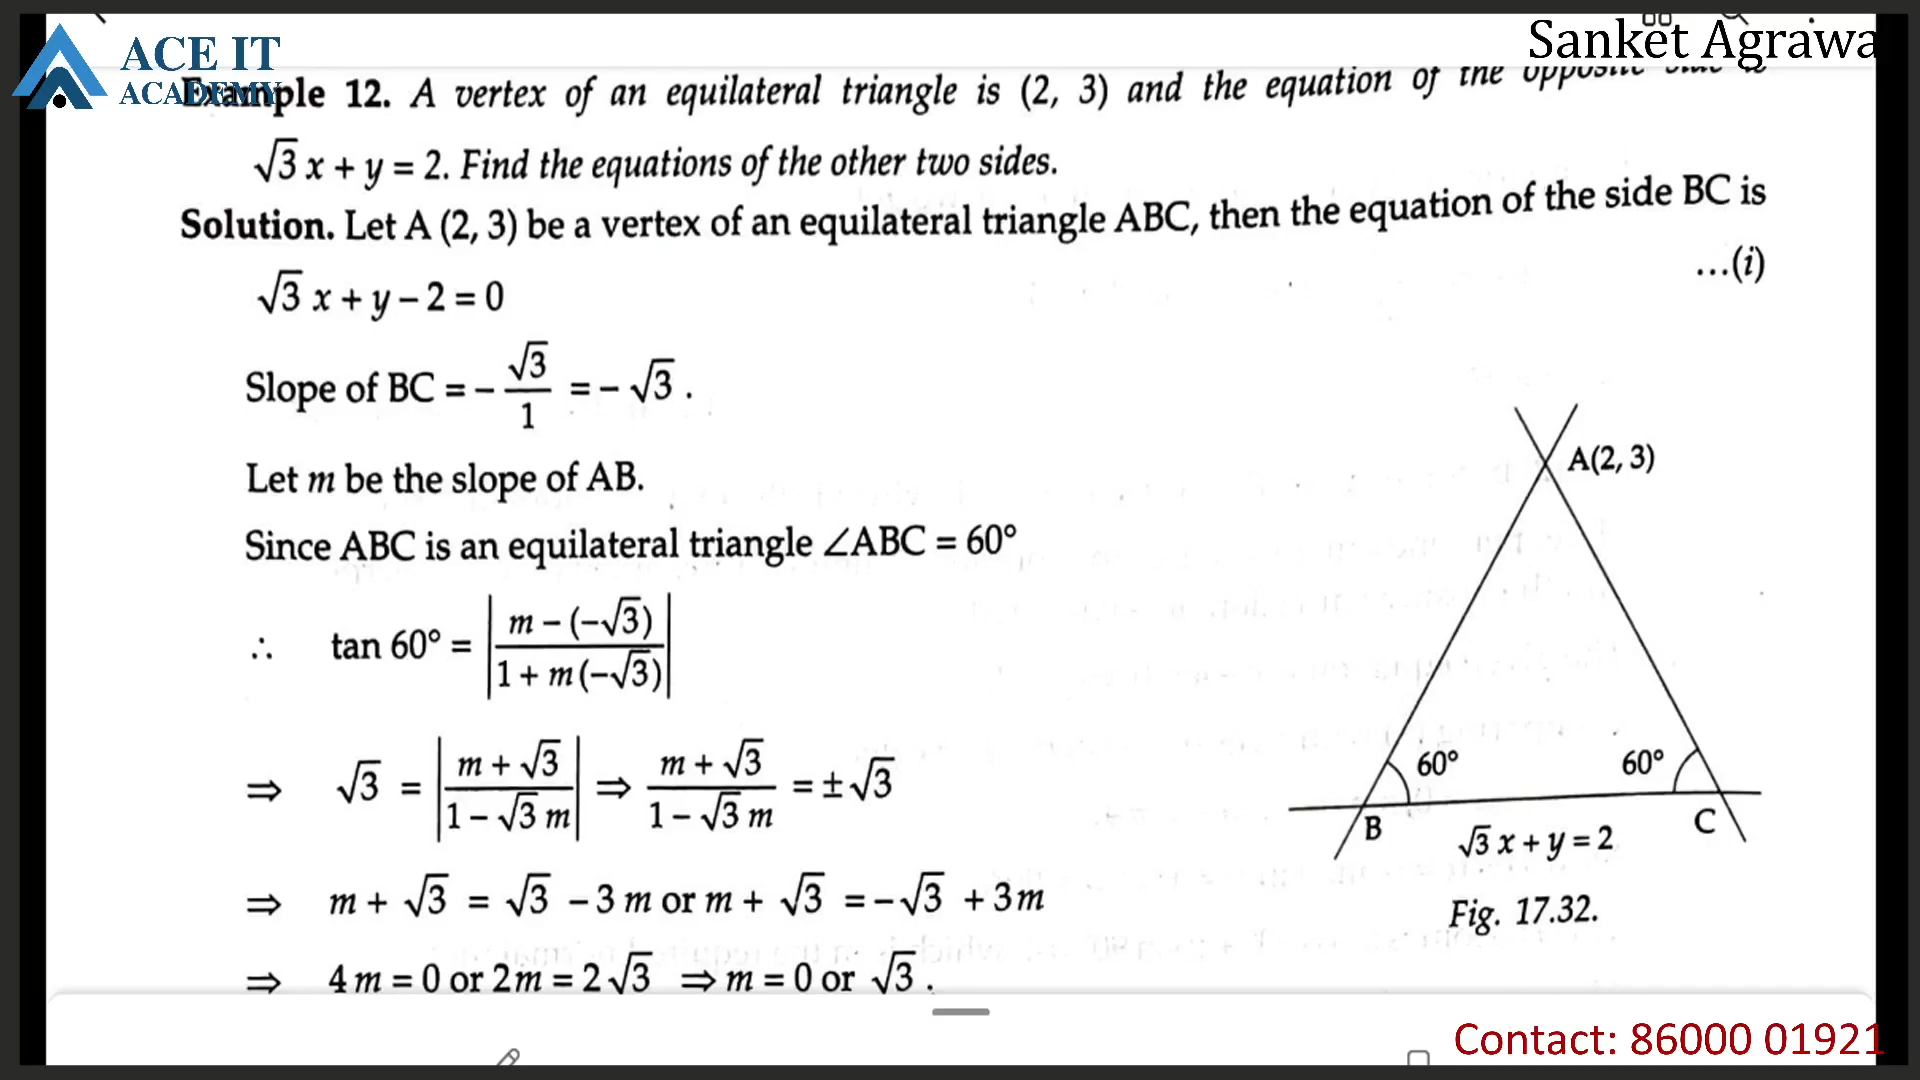 ACE IT
ACADEMY
Sanket Agrawa
Example 12. A vertex of an equilateral triangle is (2, 3) and the equation of the opposite side is
√3 x + y = 2. Find the equations of the other two sides.
Solution. Let A (2, 3) be a vertex of an equilateral triangle ABC, then the equation of the side BC is
√3 x + y – 2 = 0 ...(i)
Slope of BC = – √3/1 = – √3 .
Let m be the slope of AB.
Since ABC is an equilateral triangle ∠ABC = 60°
∴ tan 60° = |(m – (–√3))/(1 + m (–√3))|
⇒ √3 = |(m + √3)/(1 – √3 m)| ⇒ (m + √3)/(1 – √3 m) = ± √3
⇒ m + √3 = √3 – 3 m or m + √3 = – √3 + 3 m
⇒ 4 m = 0 or 2 m = 2 √3 ⇒ m = 0 or √3 .
A(2, 3)
60° 60°
B C
√3 x + y = 2
Fig. 17.32.
Contact: 86000 01921